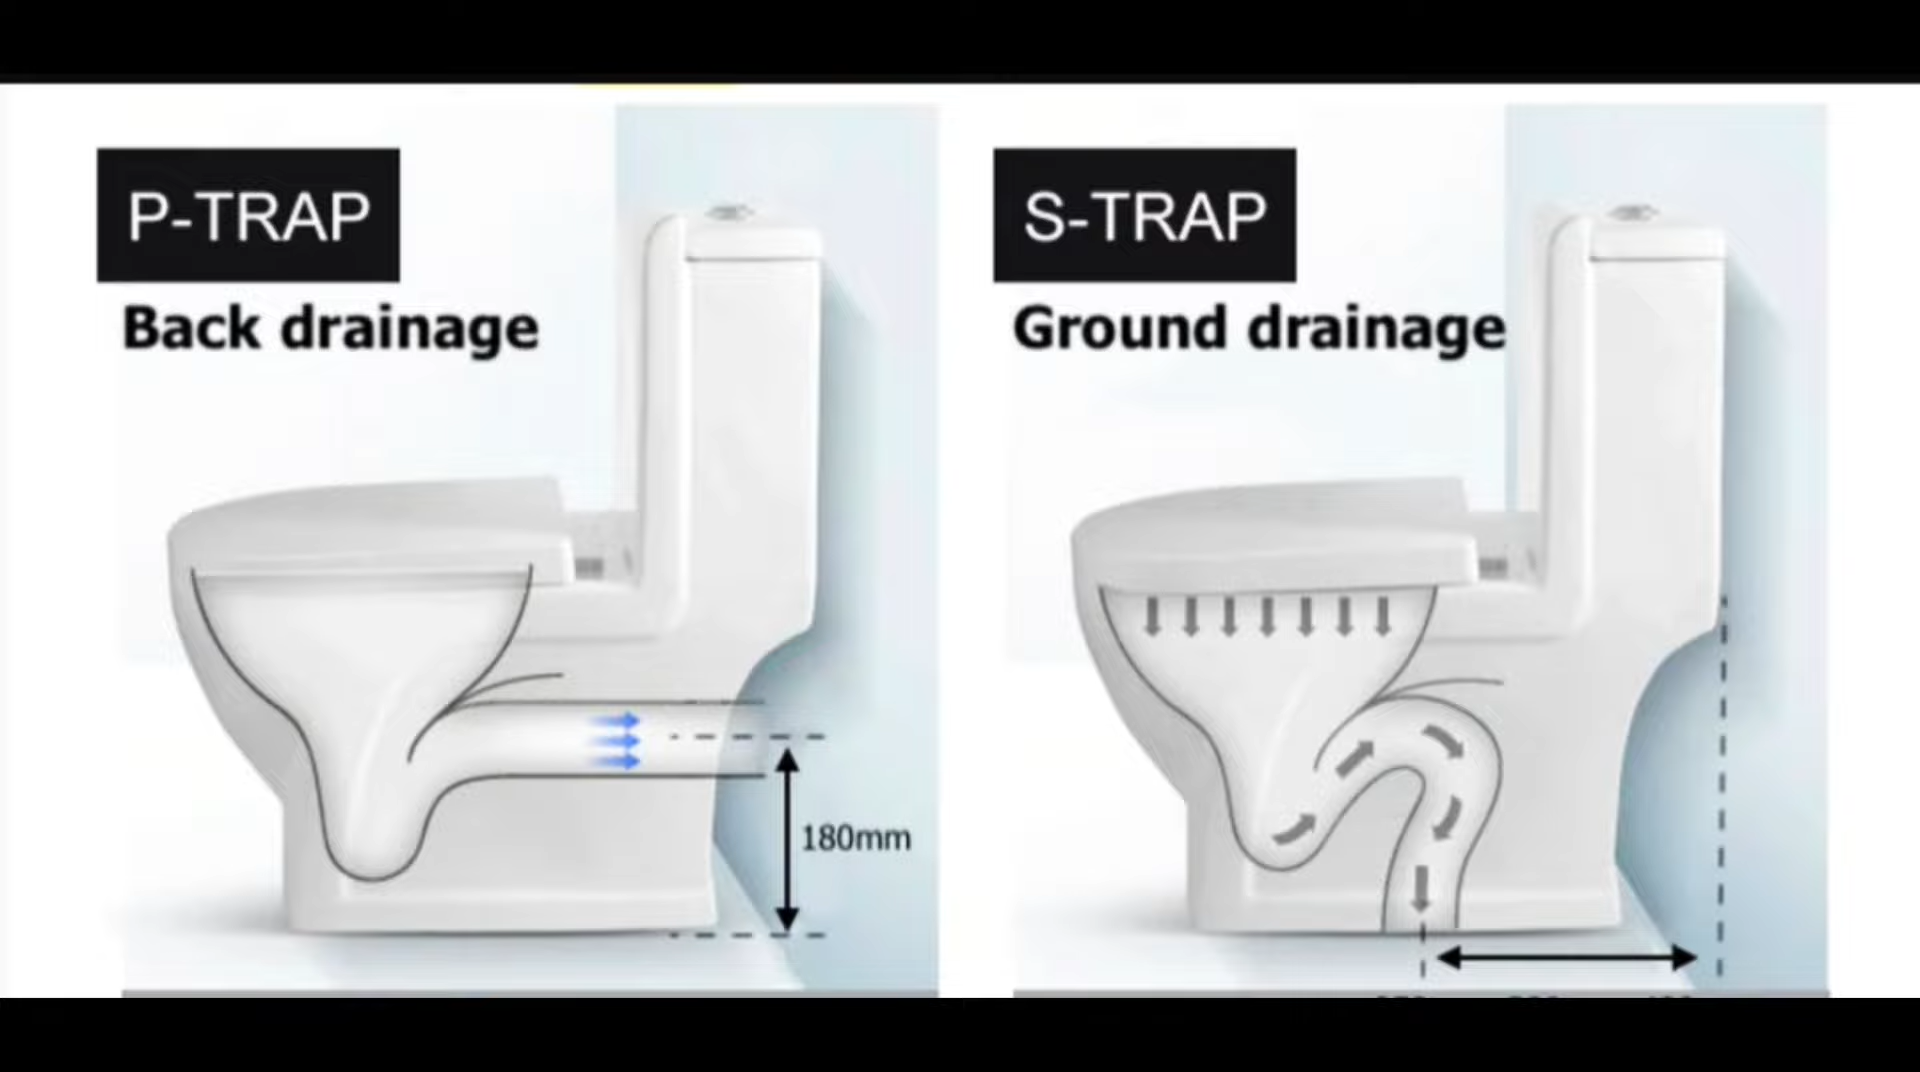 P-TRAP
Back drainage
180mm
S-TRAP
Ground drainage